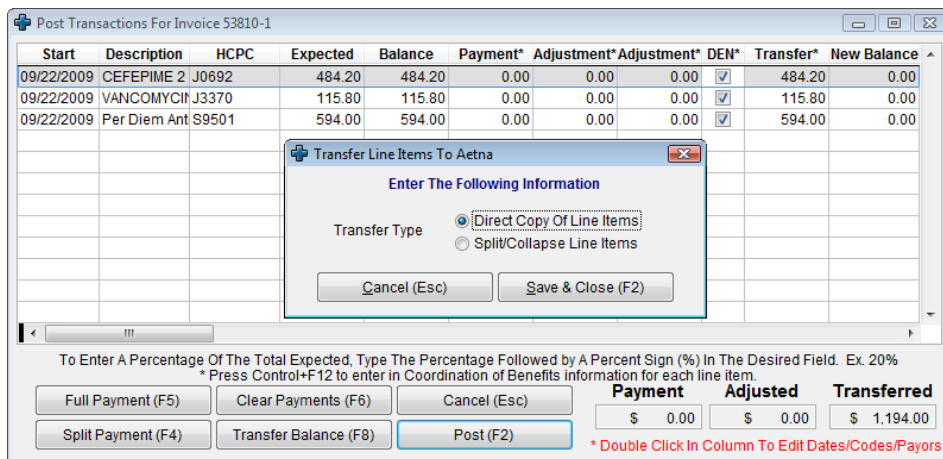 Post Transactions For Invoice 53810-1
Start Description HCPC Expected Balance Payment* Adjustment* Adjustment* DEN* Transfer* New Balance
09/22/2009 CEFEPIME 2 J0692 484.20 484.20 0.00 0.00 0.00 484.20 0.00
09/22/2009 VANCOMYCIN J3370 115.80 115.80 0.00 0.00 0.00 115.80 0.00
09/22/2009 Per Diem Ant S9501 594.00 594.00 0.00 0.00 0.00 594.00 0.00
Transfer Line Items To Aetna
Enter The Following Information
Transfer Type
Direct Copy Of Line Items
Split/Collapse Line Items
Cancel (Esc) Save & Close (F2)
To Enter A Percentage Of The Total Expected, Type The Percentage Followed by A Percent Sign (%) In The Desired Field. Ex. 20%
* Press Control+F12 to enter in Coordination of Benefits information for each line item.
Full Payment (F5) Clear Payments (F6) Cancel (Esc)
Split Payment (F4) Transfer Balance (F8) Post (F2)
Payment Adjusted Transferred
$ 0.00 $ 0.00 $ 1,194.00
* Double Click In Column To Edit Dates/Codes/Payors